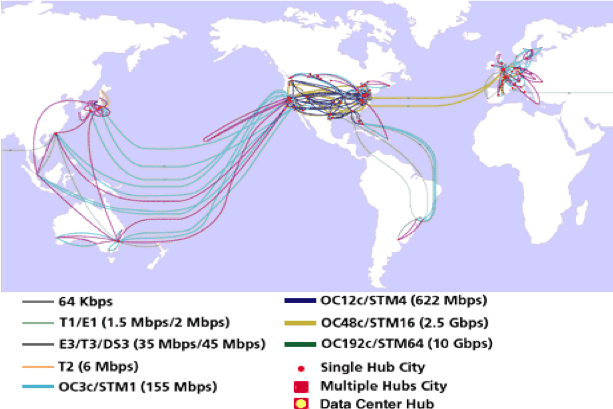 64 Kbps
T1/E1 (1.5 Mbps/2 Mbps)
E3/T3/DS3 (35 Mbps/45 Mbps)
T2 (6 Mbps)
OC3c/STM1 (155 Mbps)
OC12c/STM4 (622 Mbps)
OC48c/STM16 (2.5 Gbps)
OC192c/STM64 (10 Gbps)
Single Hub City
Multiple Hubs City
Data Center Hub